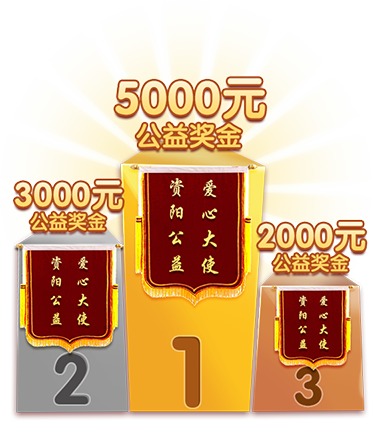 5000元
公益奖金
爱心大使
资阳公益
1
3000元
公益奖金
爱心大使
资阳公益
2
2000元
公益奖金
爱心大使
资阳公益
3